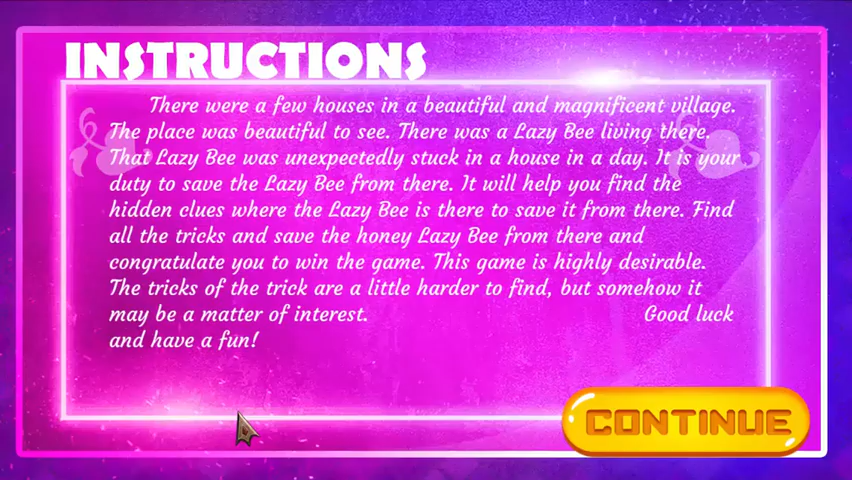 INSTRUCTIONS
There were a few houses in a beautiful and magnificent village.
The place was beautiful to see. There was a Lazy Bee living there.
That Lazy Bee was unexpectedly stuck in a house in a day. It is your
duty to save the Lazy Bee from there. It will help you find the
hidden clues where the Lazy Bee is there to save it from there. Find
all the tricks and save the honey Lazy Bee from there and
congratulate you to win the game. This game is highly desirable.
The tricks of the trick are a little harder to find, but somehow it
may be a matter of interest. Good luck
and have a fun!
CONTINUE